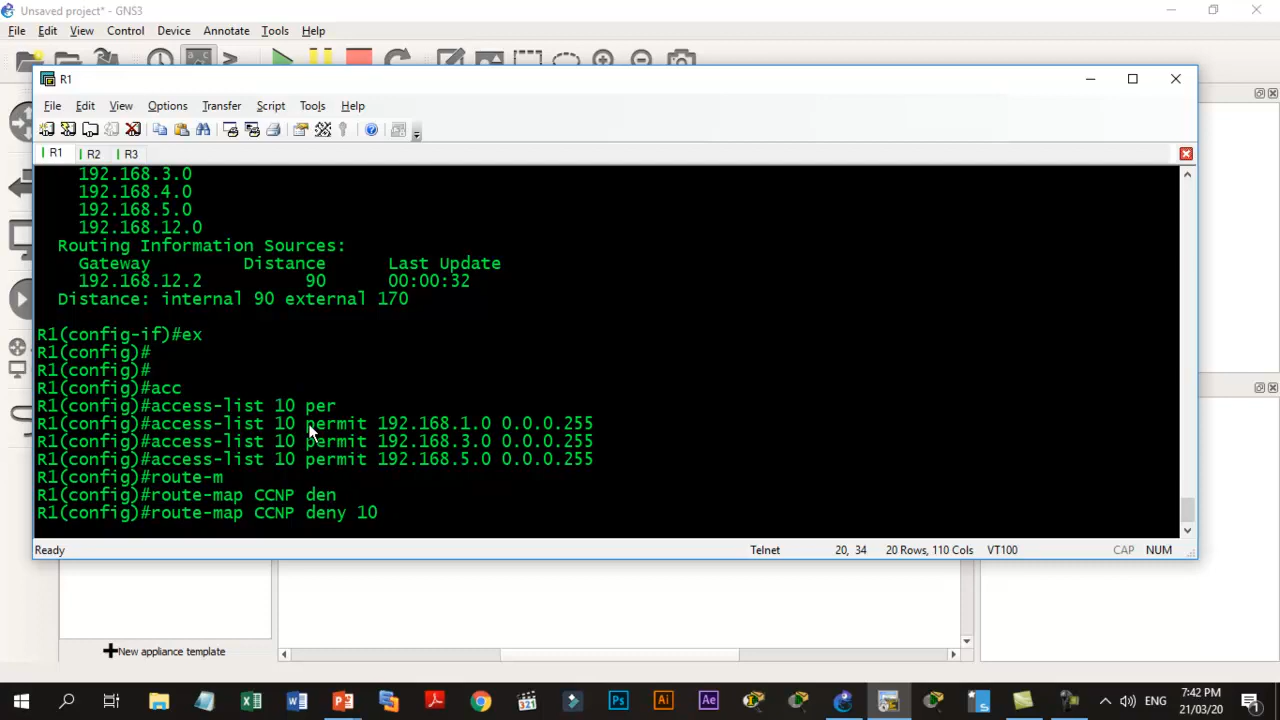 Unsaved project* - GNS3
File Edit View Control Device Annotate Tools Help
R1
File Edit View Options Transfer Script Tools Help
R1 R2 R3
192.168.3.0
192.168.4.0
192.168.5.0
192.168.12.0
Routing Information Sources:
Gateway Distance Last Update
192.168.12.2 90 00:00:32
Distance: internal 90 external 170
R1(config-if)#ex
R1(config)#
R1(config)#
R1(config)#acc
R1(config)#access-list 10 per
R1(config)#access-list 10 permit 192.168.1.0 0.0.0.255
R1(config)#access-list 10 permit 192.168.3.0 0.0.0.255
R1(config)#access-list 10 permit 192.168.5.0 0.0.0.255
R1(config)#route-m
R1(config)#route-map CCNP den
R1(config)#route-map CCNP deny 10
Ready Telnet 20, 34 20 Rows, 110 Cols VT100 CAP NUM
New appliance template
321
Ps Ai Ae
ENG
7:42 PM
21/03/20
1